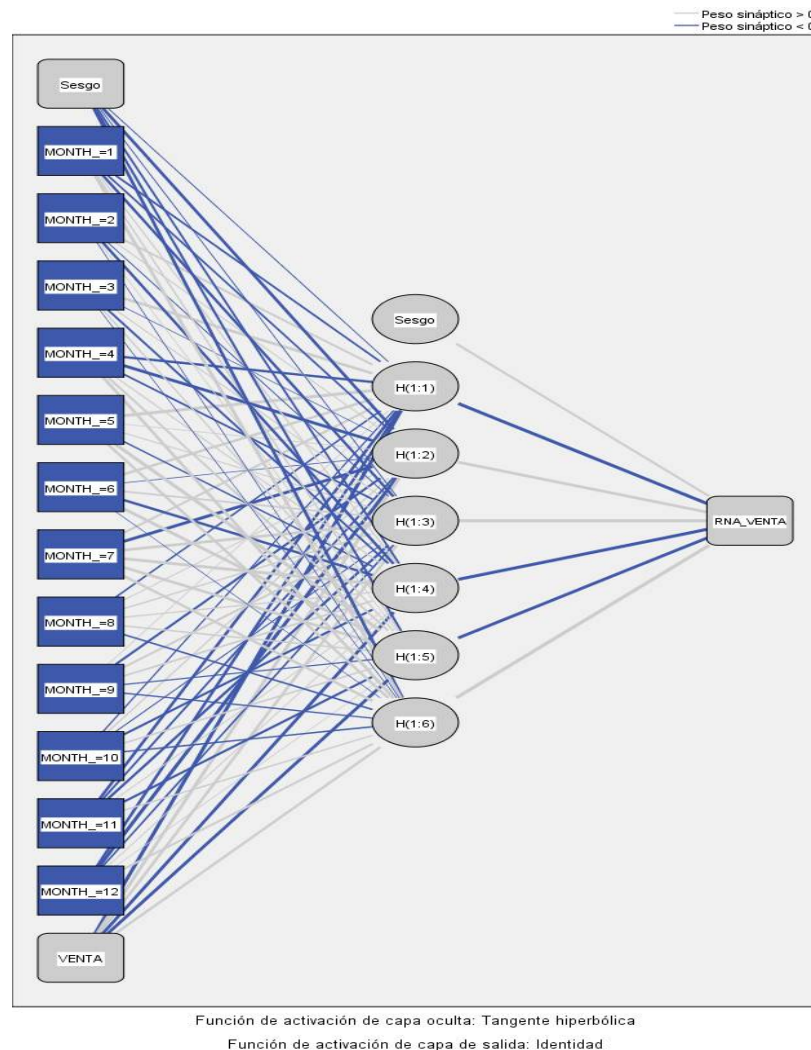 Peso sináptico > 0
Peso sináptico < 0
Sesgo
MONTH_=1
MONTH_=2
MONTH_=3
MONTH_=4
MONTH_=5
MONTH_=6
MONTH_=7
MONTH_=8
MONTH_=9
MONTH_=10
MONTH_=11
MONTH_=12
VENTA
Sesgo
H(1:1)
H(1:2)
H(1:3)
H(1:4)
H(1:5)
H(1:6)
RNA_VENTA
Función de activación de capa oculta: Tangente hiperbólica
Función de activación de capa de salida: Identidad